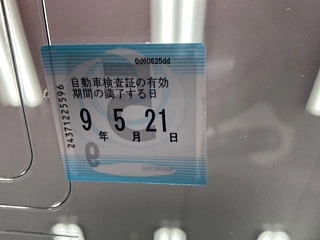 0d60625dd
自動車検査証の有効
期間の満了する日
9 5 21
年 月 日
24371225596